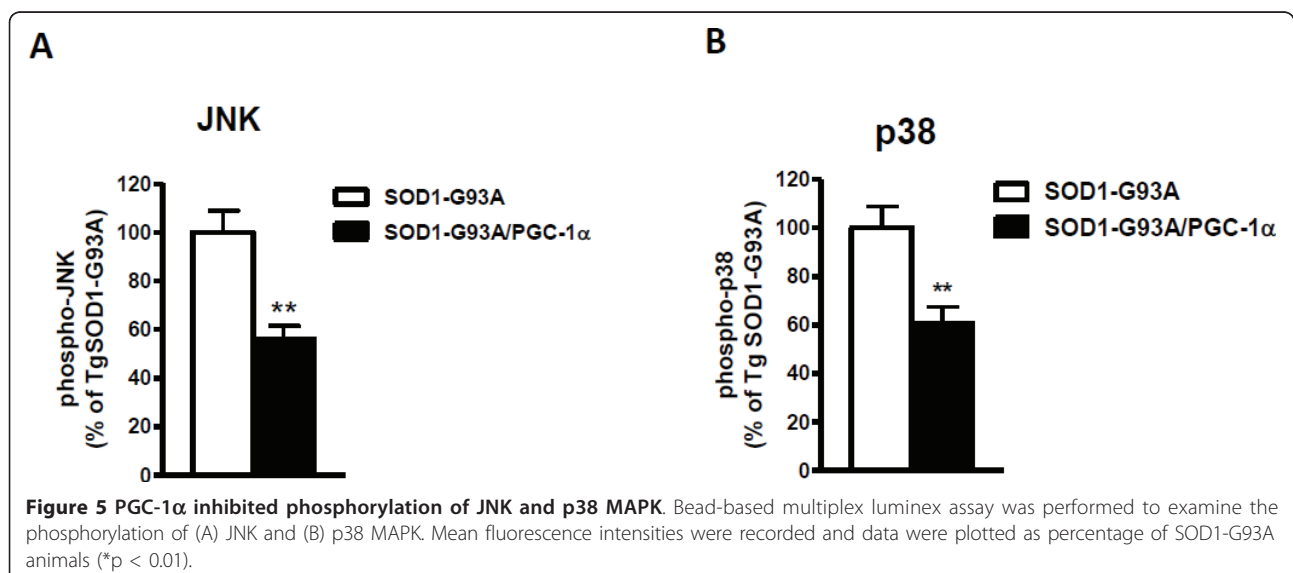 A
JNK
120
100
80
60
40
20
0
phospho-JNK
(% of TgSOD1-G93A)
**
SOD1-G93A
SOD1-G93A/PGC-1α
B
p38
120
100
80
60
40
20
0
phospho-p38
(% of Tg SOD1-G93A)
**
SOD1-G93A
SOD1-G93A/PGC-1α
Figure 5 PGC-1α inhibited phosphorylation of JNK and p38 MAPK. Bead-based multiplex luminex assay was performed to examine the
phosphorylation of (A) JNK and (B) p38 MAPK. Mean fluorescence intensities were recorded and data were plotted as percentage of SOD1-G93A
animals (*p < 0.01).